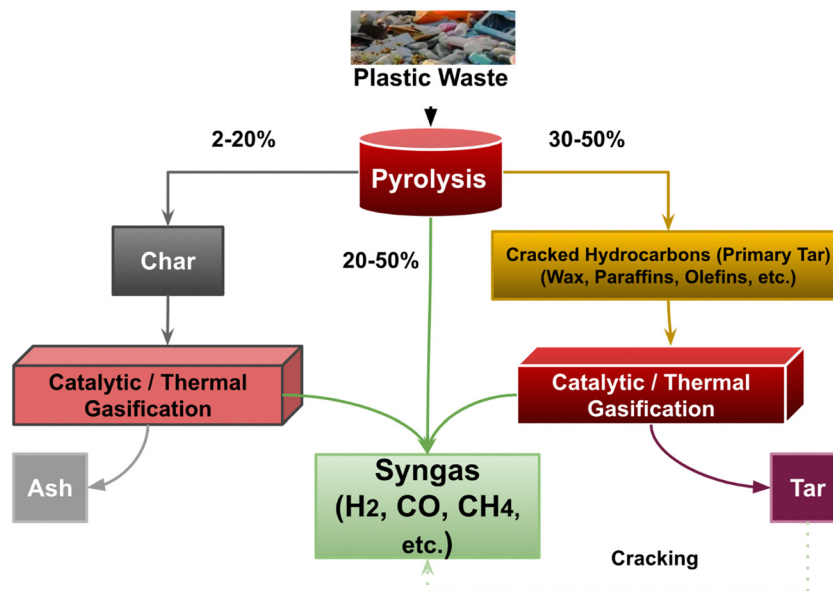 Plastic Waste
2-20%
30-50%
Pyrolysis
Char
20-50%
Cracked Hydrocarbons (Primary Tar)
(Wax, Paraffins, Olefins, etc.)
Catalytic / Thermal
Gasification
Catalytic / Thermal
Gasification
Ash
Syngas
(H2, CO, CH4,
etc.)
Tar
Cracking